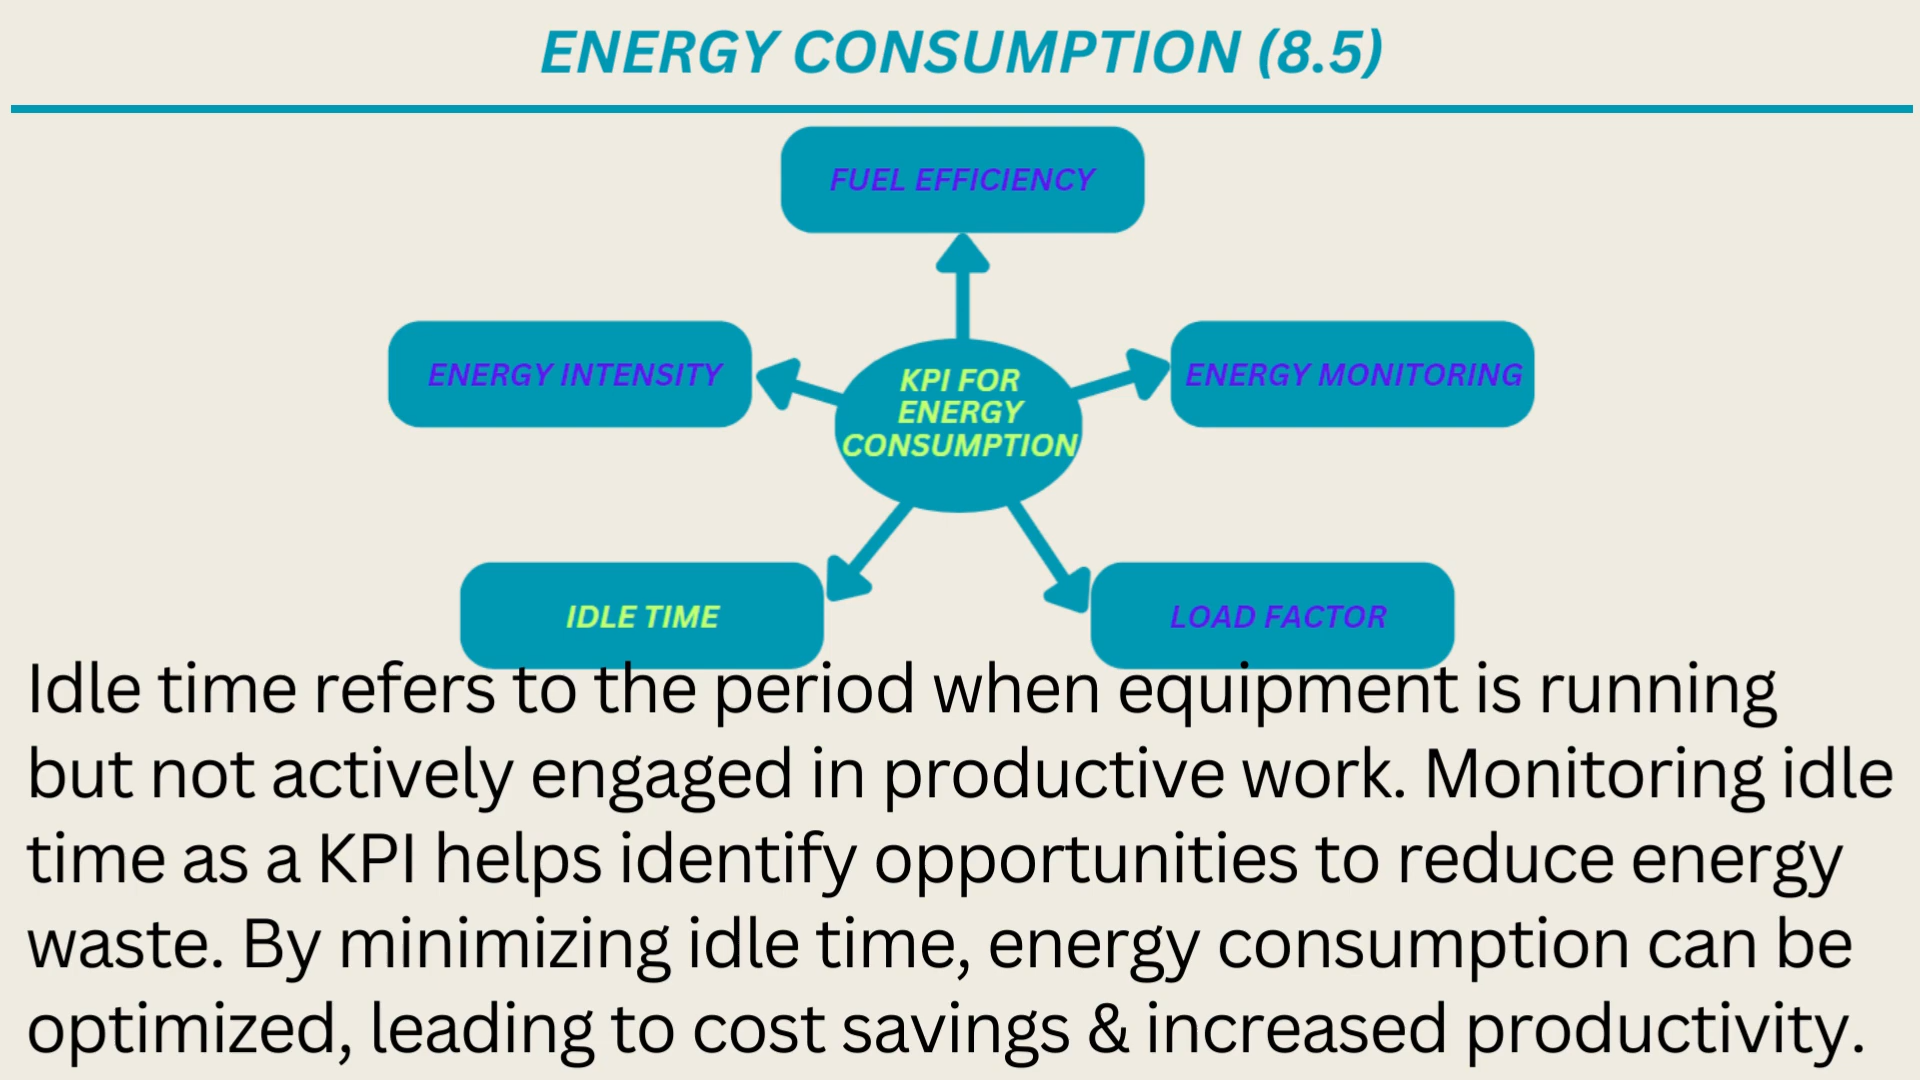 ENERGY CONSUMPTION (8.5)
FUEL EFFICIENCY
ENERGY INTENSITY
KPI FOR
ENERGY
CONSUMPTION
ENERGY MONITORING
IDLE TIME
LOAD FACTOR
Idle time refers to the period when equipment is running
but not actively engaged in productive work. Monitoring idle
time as a KPI helps identify opportunities to reduce energy
waste. By minimizing idle time, energy consumption can be
optimized, leading to cost savings & increased productivity.